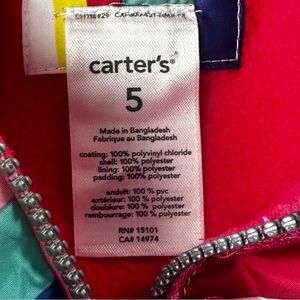 carter's®
5
Made in Bangladesh
Fabrique au Bangladesh
coating: 100% polyvinyl chloride
shell: 100% polyester
lining: 100% polyester
padding: 100% polyester
enduit: 100% pvc
extérieur: 100% polyester
doublure: 100% polyester
rembourrage: 100% polyester
RN# 15101
CA# 14974